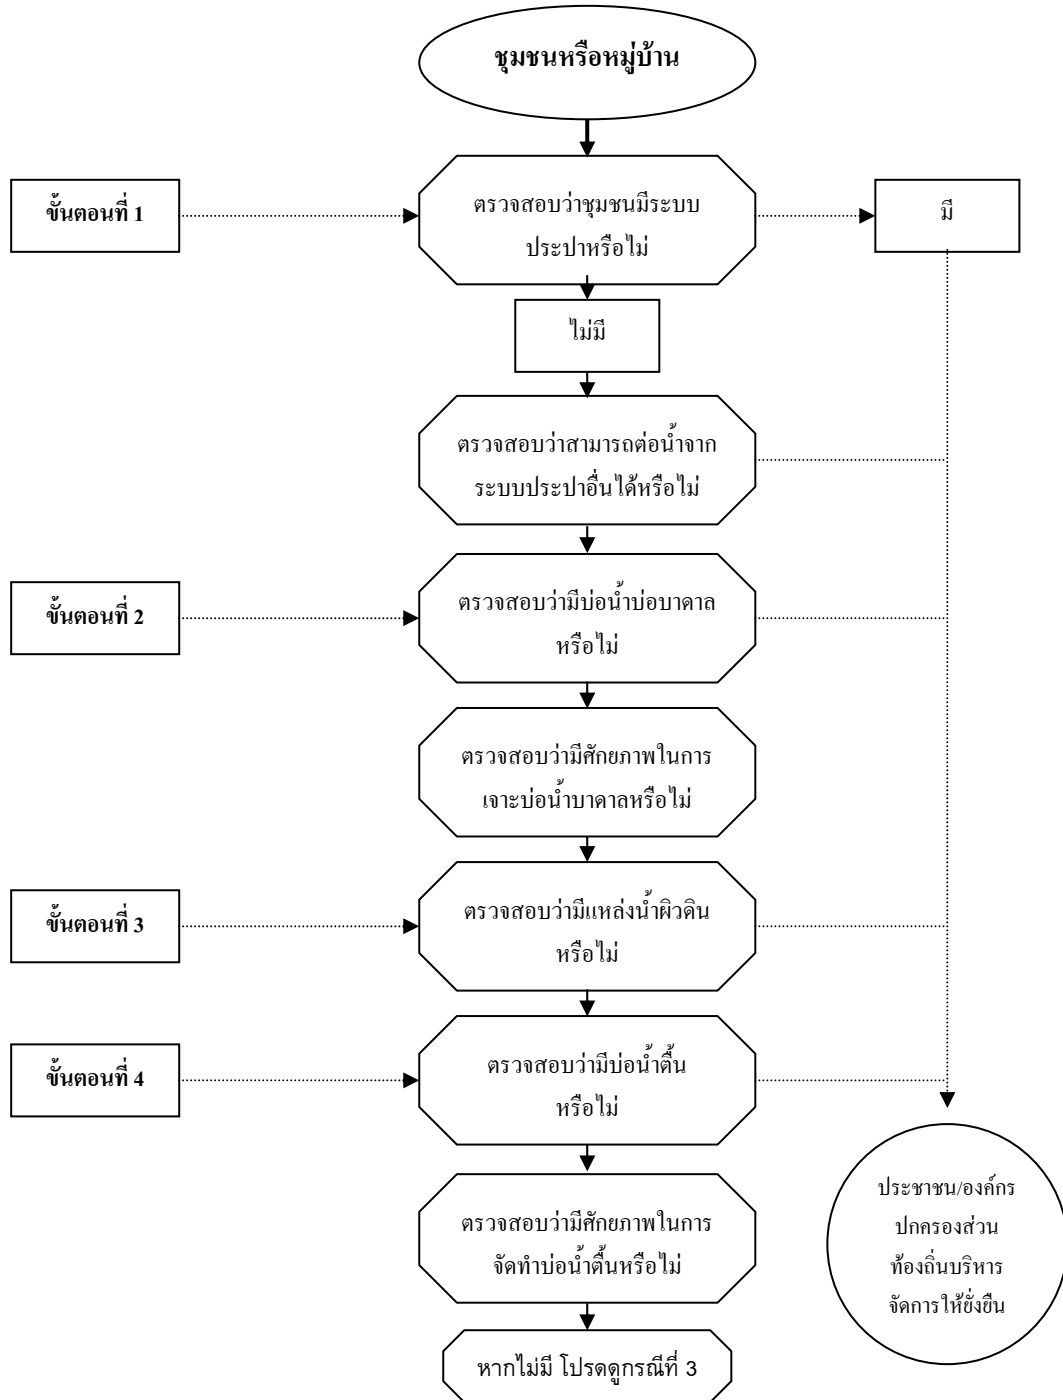 ชุมชนหรือหมู่บ้าน
ขั้นตอนที่ 1
ตรวจสอบว่าชุมชนมีระบบ
ประปาหรือไม่
มี
ไม่มี
ตรวจสอบว่าสามารถต่อน้ำจาก
ระบบประปาอื่นได้หรือไม่
ขั้นตอนที่ 2
ตรวจสอบว่ามีบ่อน้ำบ่อบาดาล
หรือไม่
ตรวจสอบว่ามีศักยภาพในการ
เจาะบ่อน้ำบาดาลหรือไม่
ขั้นตอนที่ 3
ตรวจสอบว่ามีแหล่งน้ำผิวดิน
หรือไม่
ขั้นตอนที่ 4
ตรวจสอบว่ามีบ่อน้ำตื้น
หรือไม่
ตรวจสอบว่ามีศักยภาพในการ
จัดทำบ่อน้ำตื้นหรือไม่
ประชาชน/องค์กร
ปกครองส่วน
ท้องถิ่นบริหาร
จัดการให้ยั่งยืน
หากไม่มี โปรดดูกรณีที่ 3